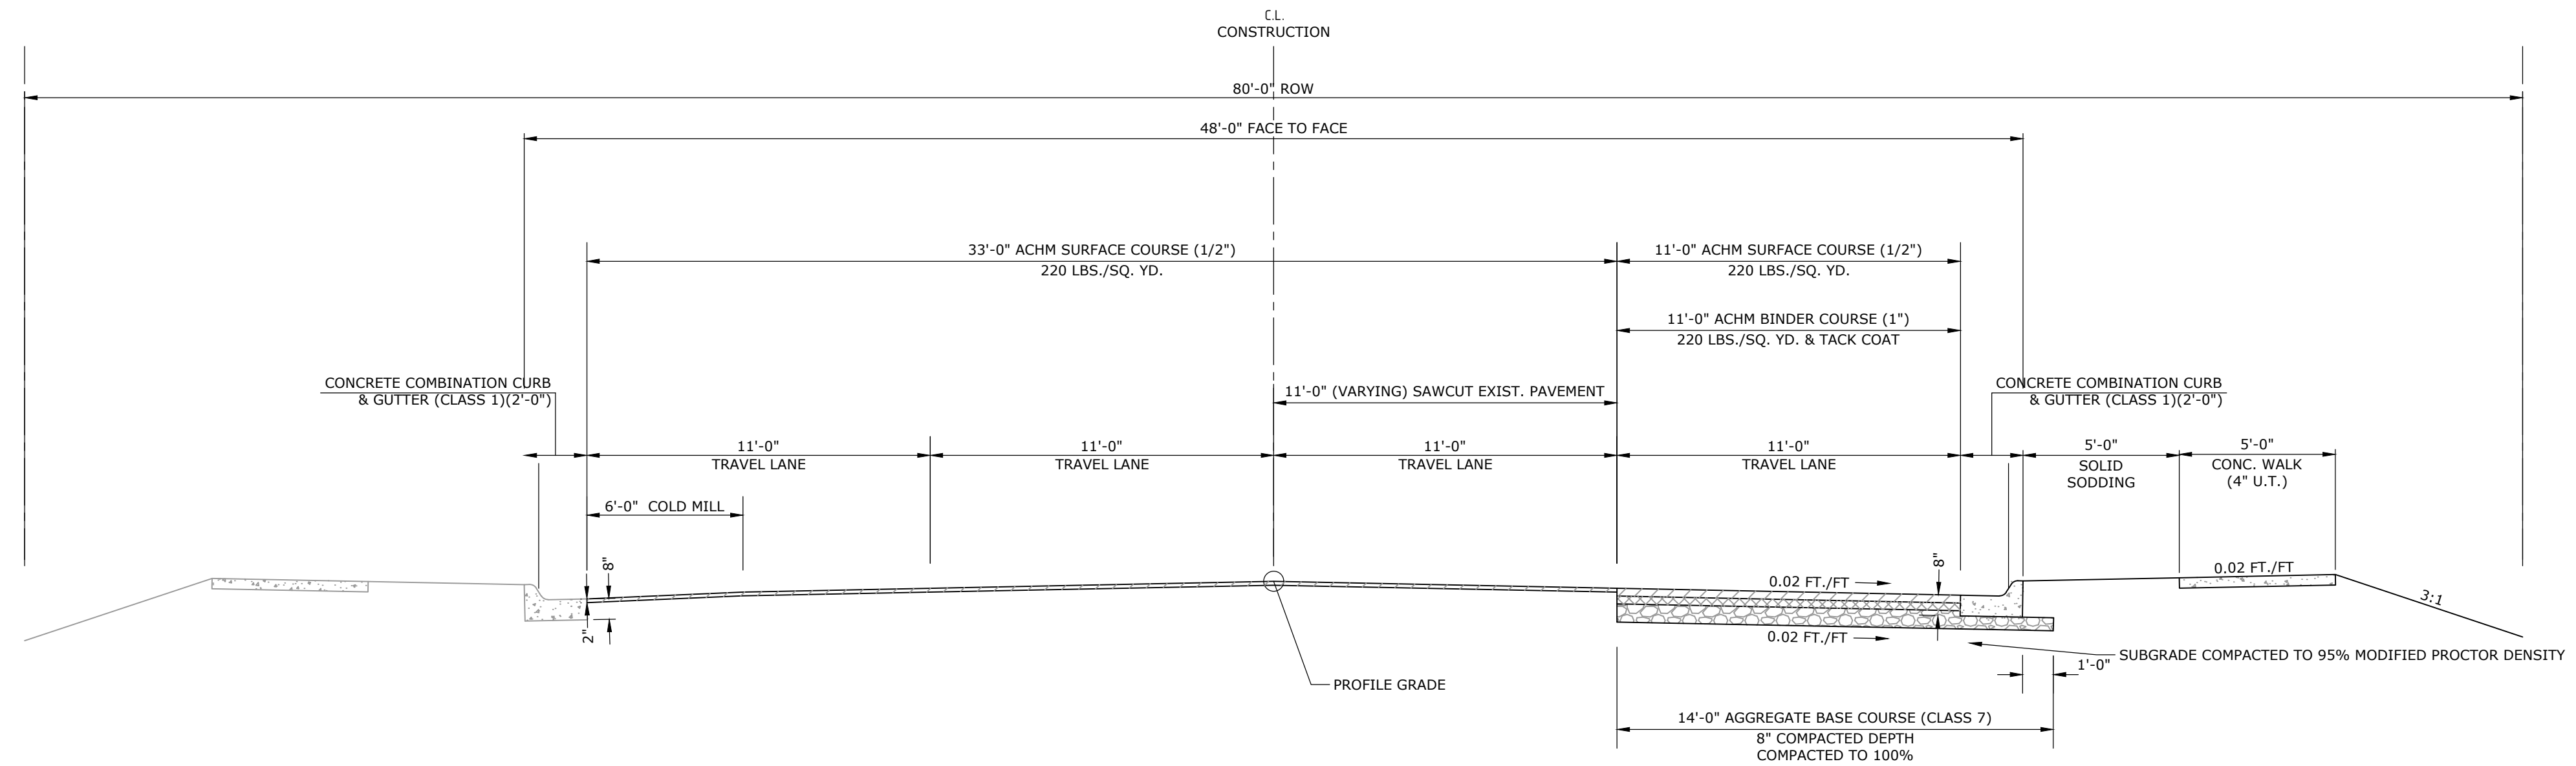 C.L.
CONSTRUCTION
80'-0" ROW
48'-0" FACE TO FACE
33'-0" ACHM SURFACE COURSE (1/2")
220 LBS./SQ. YD.
11'-0" ACHM SURFACE COURSE (1/2")
220 LBS./SQ. YD.
11'-0" ACHM BINDER COURSE (1")
220 LBS./SQ. YD. & TACK COAT
CONCRETE COMBINATION CURB
& GUTTER (CLASS 1)(2'-0")
11'-0" (VARYING) SAWCUT EXIST. PAVEMENT
CONCRETE COMBINATION CURB
& GUTTER (CLASS 1)(2'-0")
11'-0"
TRAVEL LANE
11'-0"
TRAVEL LANE
11'-0"
TRAVEL LANE
11'-0"
TRAVEL LANE
5'-0"
SOLID
SODDING
5'-0"
CONC. WALK
(4" U.T.)
6'-0" COLD MILL
8"
2"
8"
0.02 FT./FT
0.02 FT./FT
0.02 FT./FT
3:1
SUBGRADE COMPACTED TO 95% MODIFIED PROCTOR DENSITY
1'-0"
PROFILE GRADE
14'-0" AGGREGATE BASE COURSE (CLASS 7)
8" COMPACTED DEPTH
COMPACTED TO 100%